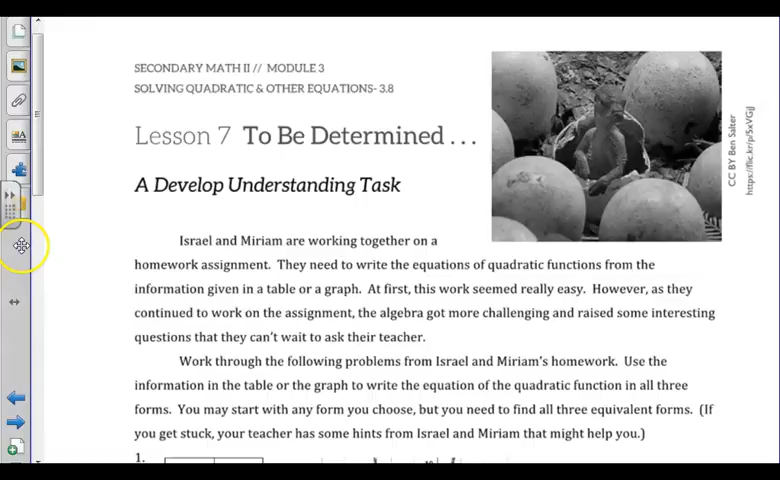 SECONDARY MATH II // MODULE 3
SOLVING QUADRATIC & OTHER EQUATIONS- 3.8
Lesson 7 To Be Determined . . .
A Develop Understanding Task
CC BY Ben Salter
https://flic.kr/p/5xVGjJ
Israel and Miriam are working together on a
homework assignment. They need to write the equations of quadratic functions from the
information given in a table or a graph. At first, this work seemed really easy. However, as they
continued to work on the assignment, the algebra got more challenging and raised some interesting
questions that they can't wait to ask their teacher.
Work through the following problems from Israel and Miriam's homework. Use the
information in the table or the graph to write the equation of the quadratic function in all three
forms. You may start with any form you choose, but you need to find all three equivalent forms. (If
you get stuck, your teacher has some hints from Israel and Miriam that might help you.)
1.